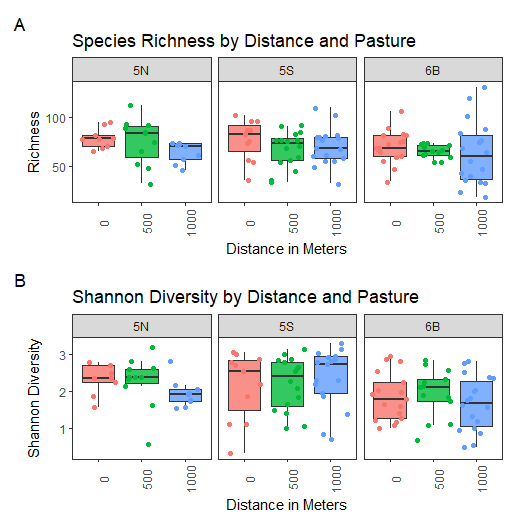 A
Species Richness by Distance and Pasture
5N 5S 6B
Richness
100
50
0 500 1000 0 500 1000 0 500 1000
Distance in Meters
B
Shannon Diversity by Distance and Pasture
5N 5S 6B
Shannon Diversity
3
2
1
0 500 1000 0 500 1000 0 500 1000
Distance in Meters